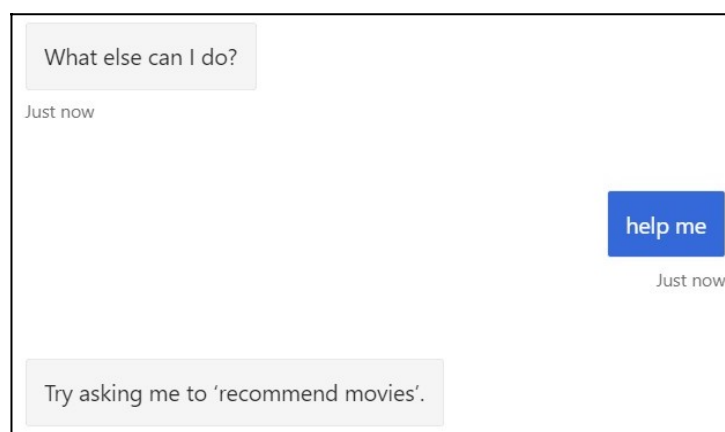 What else can I do?
Just now
help me
Just now
Try asking me to ‘recommend movies’.